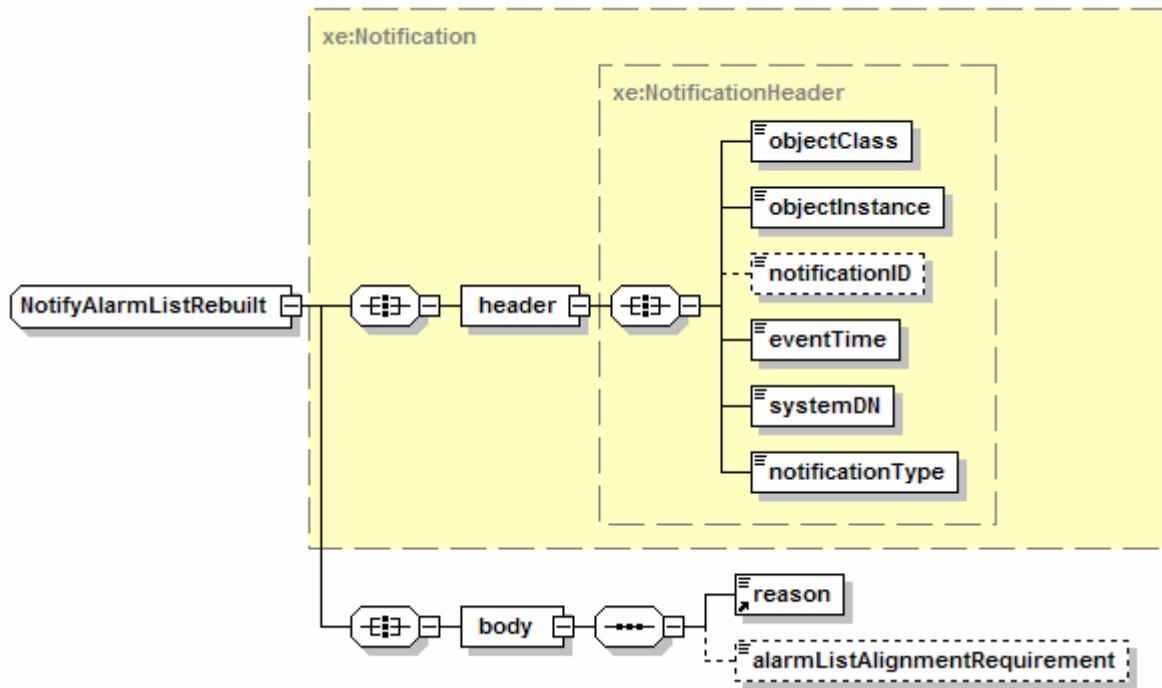 xe:Notification
xe:NotificationHeader
objectClass
objectInstance
notificationID
NotifyAlarmListRebuilt
header
eventTime
systemDN
notificationType
reason
body
alarmListAlignmentRequirement